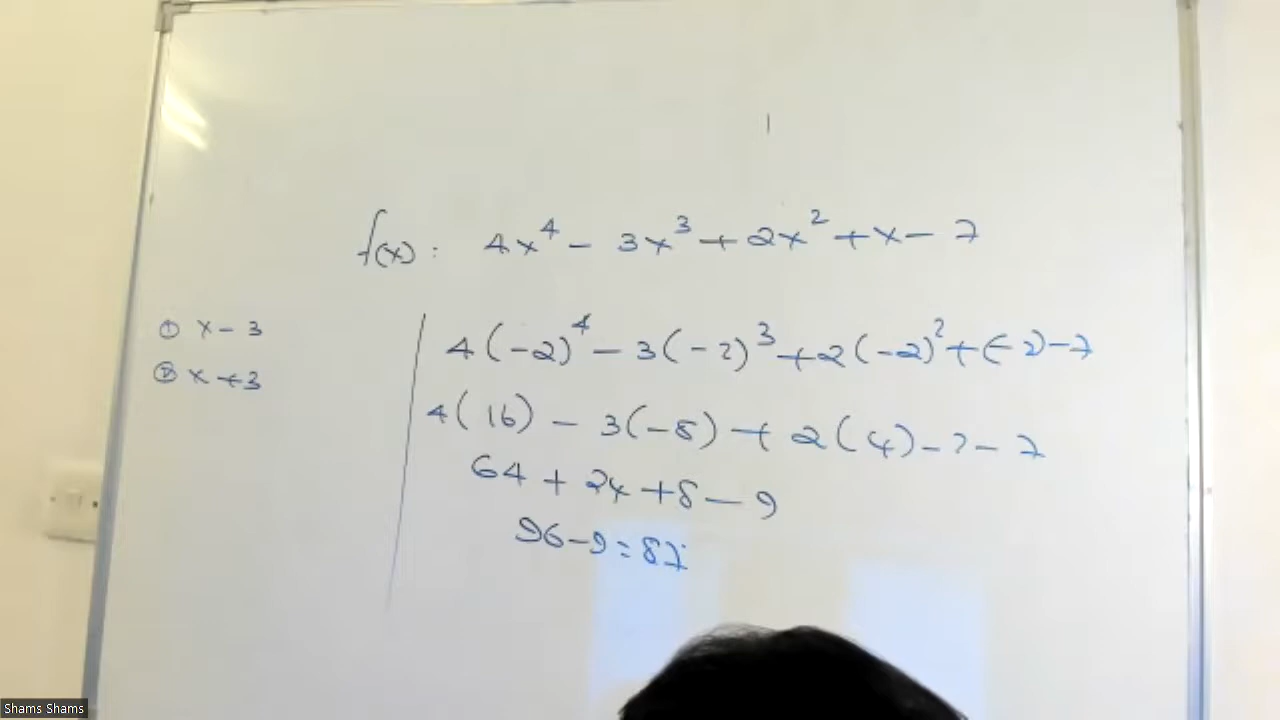 f(x): 4x⁴ - 3x³ + 2x² + x - 7
① x - 3
② x + 3
4(-2)⁴ - 3(-2)³ + 2(-2)² + (-2) - 7
4(16) - 3(-8) + 2(4) - 2 - 7
64 + 24 + 8 - 9
96 - 9 = 87
Shams Shams